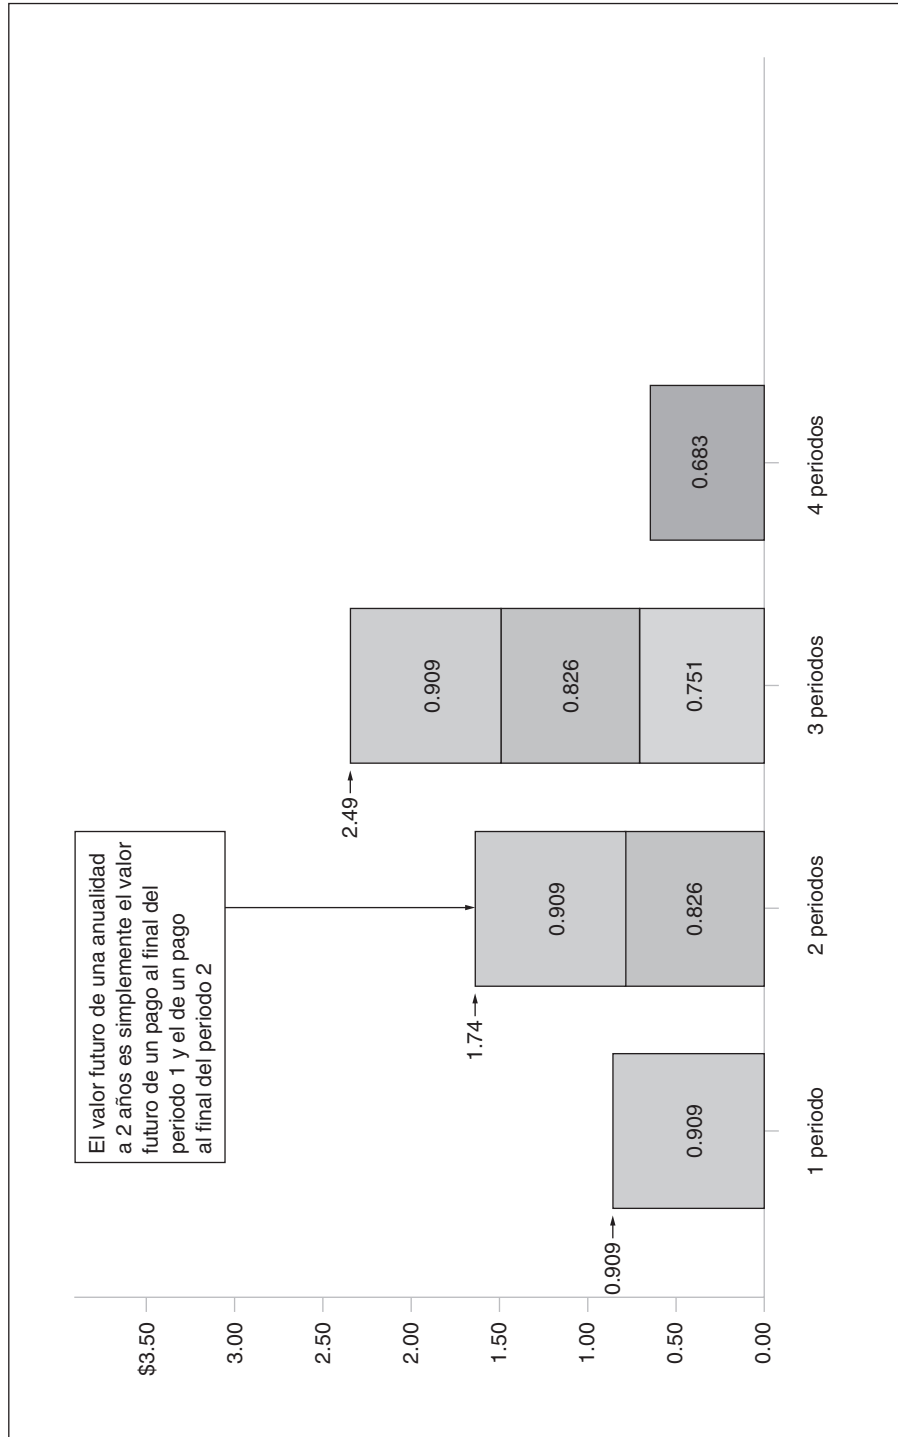 El valor futuro de una anualidad
a 2 años es simplemente el valor
futuro de un pago al final del
periodo 1 y el de un pago
al final del periodo 2
$3.50
3.00
2.50
2.00
1.50
1.00
0.50
0.00
0.909
0.909
1 periodo
1.74
0.909
0.826
2 periodos
2.49
0.909
0.826
0.751
3 periodos
0.683
4 periodos